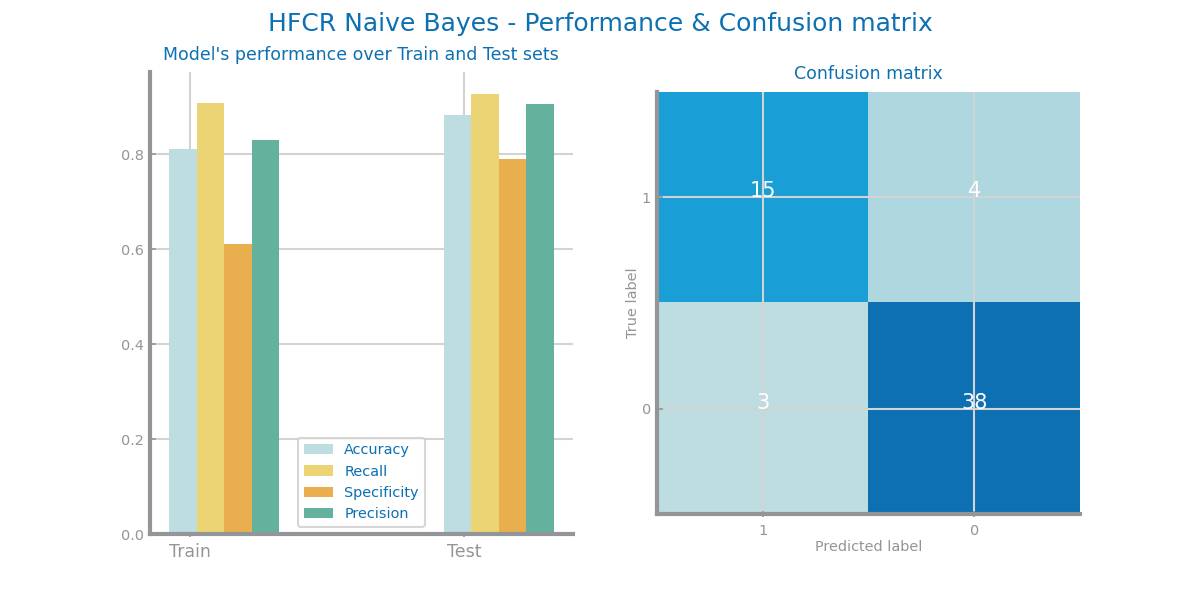 HFCR Naive Bayes - Performance & Confusion matrix
Model's performance over Train and Test sets
0.8
0.6
0.4
0.2
0.0
Train
Test
Accuracy
Recall
Specificity
Precision
Confusion matrix
True label
1
0
15
4
3
38
1
0
Predicted label